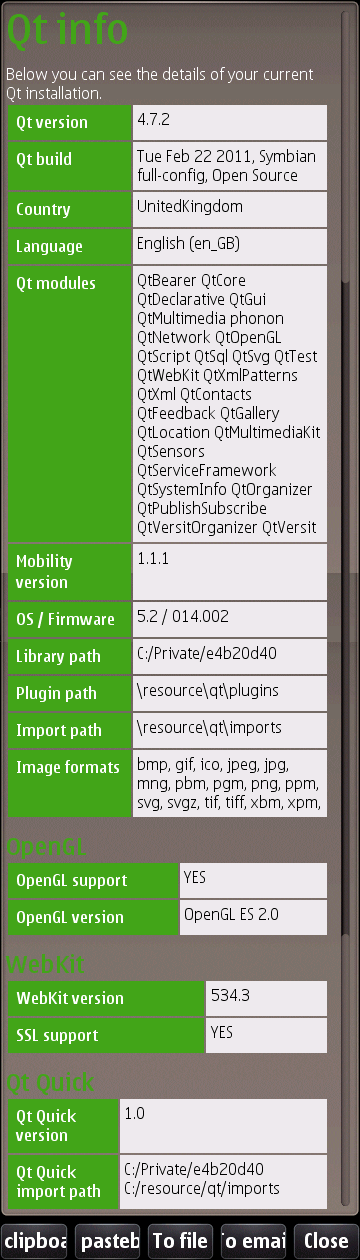 Qt info
Below you can see the details of your current
Qt installation.
Qt version 4.7.2
Qt build Tue Feb 22 2011, Symbian
full-config, Open Source
Country UnitedKingdom
Language English (en_GB)
Qt modules QtBearer QtCore
QtDeclarative QtGui
QtMultimedia phonon
QtNetwork QtOpenGL
QtScript QtSql QtSvg QtTest
QtWebKit QtXmlPatterns
QtXml QtContacts
QtFeedback QtGallery
QtLocation QtMultimediaKit
QtSensors
QtServiceFramework
QtSystemInfo QtOrganizer
QtPublishSubscribe
QtVersitOrganizer QtVersit
Mobility 1.1.1
version
OS / Firmware 5.2 / 014.002
Library path C:/Private/e4b20d40
Plugin path \resource\qt\plugins
Import path \resource\qt\imports
Image formats bmp, gif, ico, jpeg, jpg,
mng, pbm, pgm, png, ppm,
svg, svgz, tif, tiff, xbm, xpm,
OpenGL
OpenGL support YES
OpenGL version OpenGL ES 2.0
WebKit
WebKit version 534.3
SSL support YES
Qt Quick
Qt Quick 1.0
version
Qt Quick C:/Private/e4b20d40
import path C:/resource/qt/imports
clipboa pasteb To file To emai Close